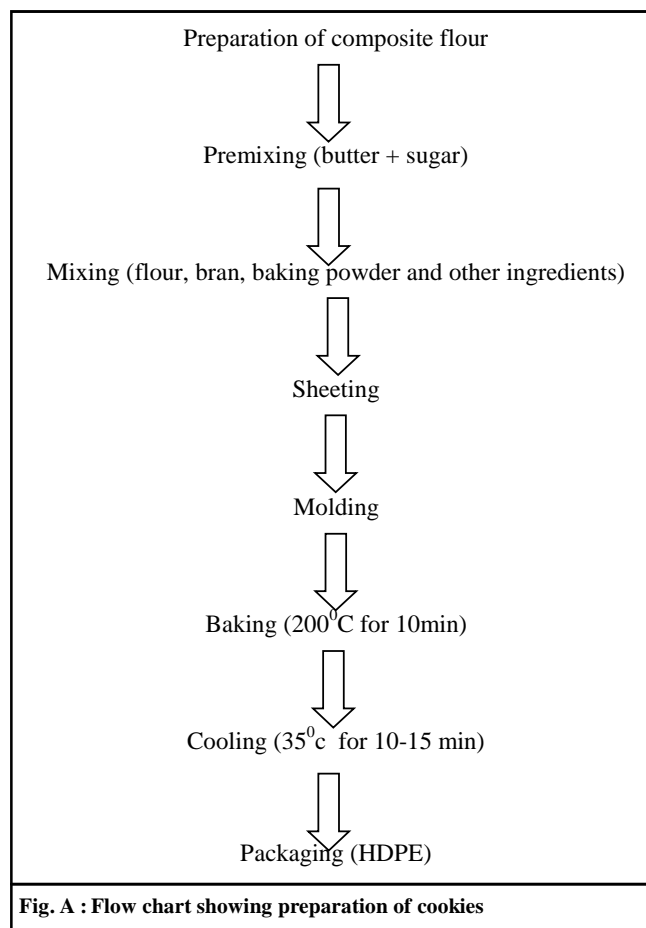 Preparation of composite flour
Premixing (butter + sugar)
Mixing (flour, bran, baking powder and other ingredients)
Sheeting
Molding
Baking (200⁰C for 10min)
Cooling (35⁰c for 10-15 min)
Packaging (HDPE)
Fig. A : Flow chart showing preparation of cookies